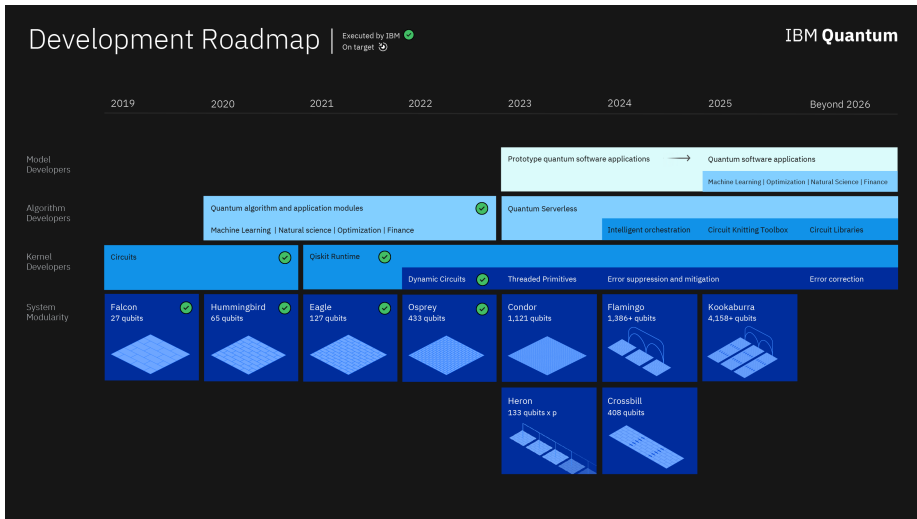 Development Roadmap
Executed by IBM
On target
IBM Quantum
2019
2020
2021
2022
2023
2024
2025
Beyond 2026
Model
Developers
Prototype quantum software applications
Quantum software applications
Machine Learning | Optimization | Natural Science | Finance
Algorithm
Developers
Quantum algorithm and application modules
Machine Learning | Natural science | Optimization | Finance
Quantum Serverless
Intelligent orchestration
Circuit Knitting Toolbox
Circuit Libraries
Kernel
Developers
Circuits
Qiskit Runtime
Dynamic Circuits
Threaded Primitives
Error suppression and mitigation
Error correction
System
Modularity
Falcon
27 qubits
Hummingbird
65 qubits
Eagle
127 qubits
Osprey
433 qubits
Condor
1,121 qubits
Flamingo
1,386+ qubits
Kookaburra
4,158+ qubits
Heron
133 qubits x p
Crossbill
408 qubits